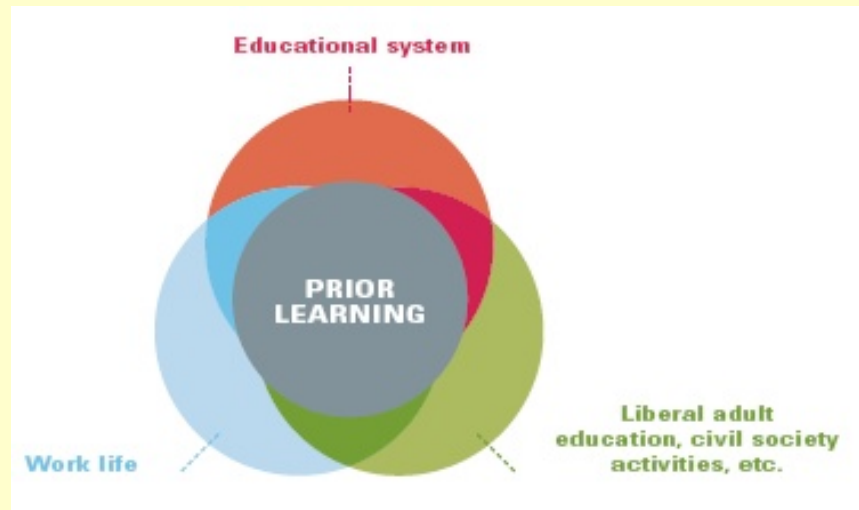 Educational system
PRIOR
LEARNING
Liberal adult
education, civil society
activities, etc.
Work life